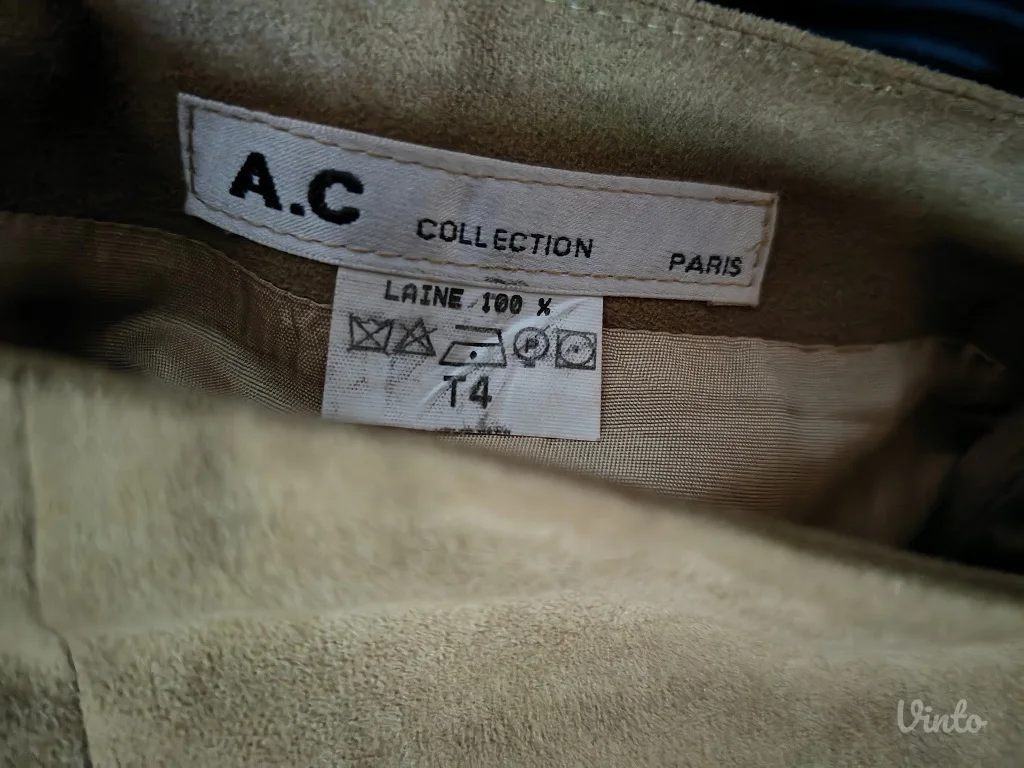 A.C COLLECTION PARIS
LAINE 100 %
P
T4
Vinto